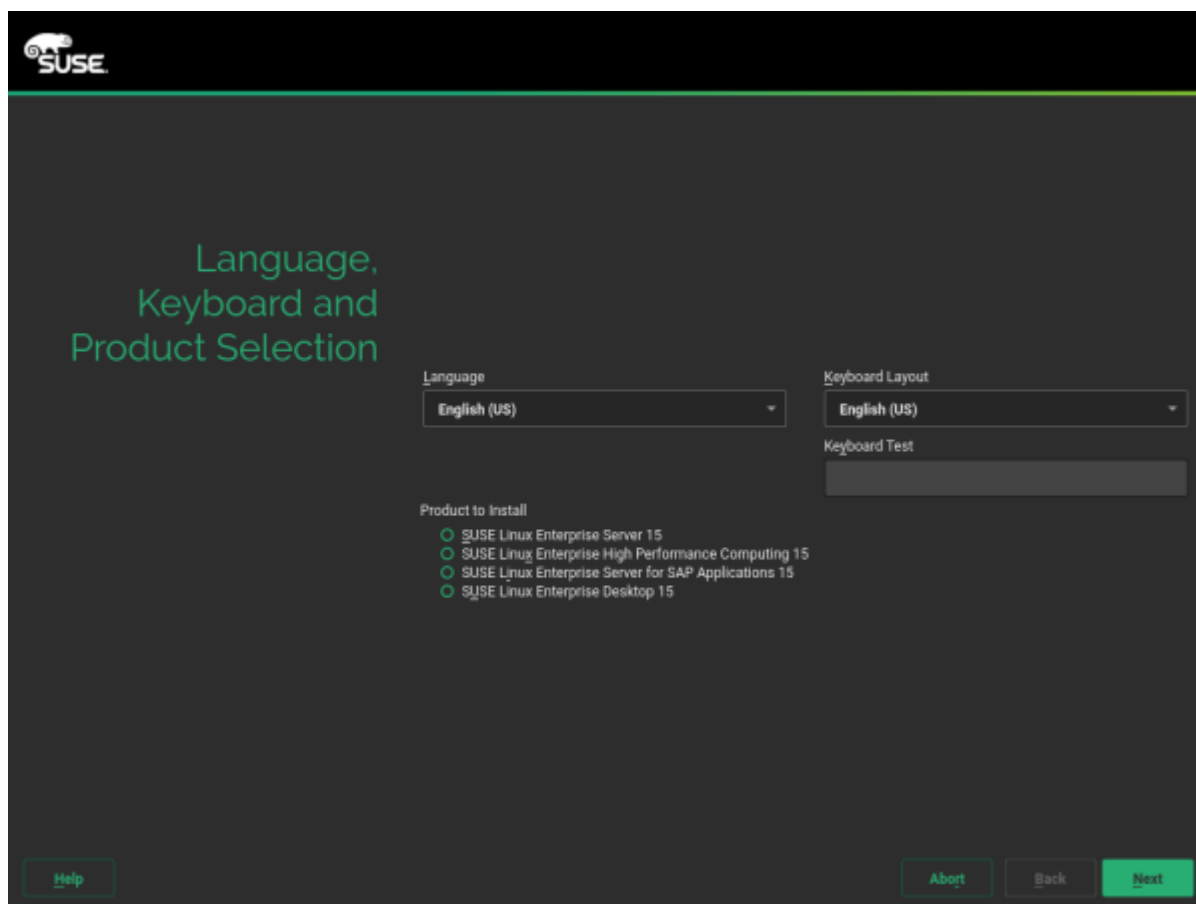 SUSE.
Language,
Keyboard and
Product Selection
Language
Keyboard Layout
English (US)
English (US)
Keyboard Test
Product to Install
SUSE Linux Enterprise Server 15
SUSE Linux Enterprise High Performance Computing 15
SUSE Linux Enterprise Server for SAP Applications 15
SUSE Linux Enterprise Desktop 15
Help
Abort
Back
Next